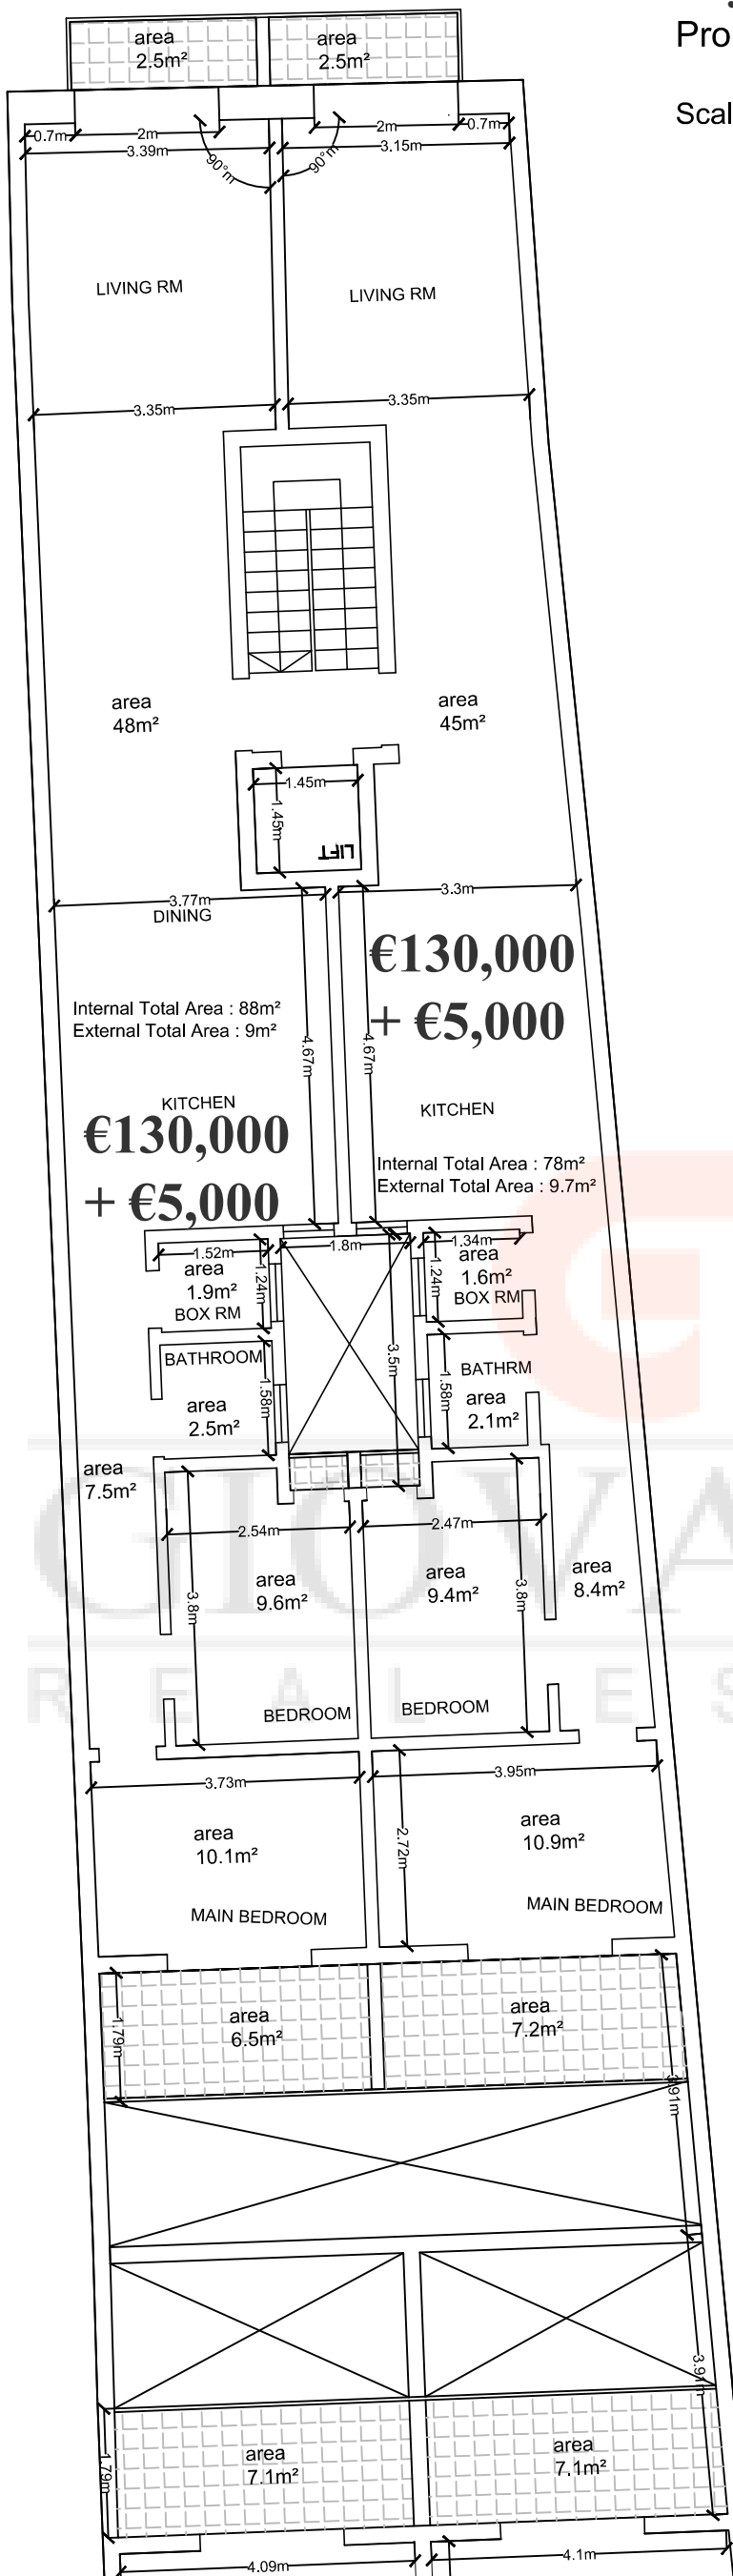 Pro
Scal
area
2.5m²
area
2.5m²
0.7m
2m
2m
0.7m
3.39m
3.15m
90°m
90°m
LIVING RM
LIVING RM
3.35m
3.35m
area
48m²
area
45m²
1.45m
1.45m
LIFT
3.77m
3.3m
DINING
€130,000
+ €5,000
Internal Total Area : 88m²
External Total Area : 9m²
4.67m
4.67m
KITCHEN
KITCHEN
€130,000
+ €5,000
Internal Total Area : 78m²
External Total Area : 9.7m²
1.52m
1.8m
1.34m
area
1.9m²
BOX RM
1.24m
1.24m
area
1.6m²
BOX RM
BATHROOM
3.5m
BATHRM
1.58m
1.58m
area
2.5m²
area
2.1m²
area
7.5m²
2.54m
2.47m
GIOVA
area
9.6m²
area
9.4m²
area
8.4m²
3.8m
3.8m
REAL ES
BEDROOM
BEDROOM
3.73m
3.95m
area
10.1m²
2.72m
area
10.9m²
MAIN BEDROOM
MAIN BEDROOM
area
6.5m²
area
7.2m²
1.79m
3.91m
3.91m
area
7.1m²
area
7.1m²
1.79m
4.09m
4.1m